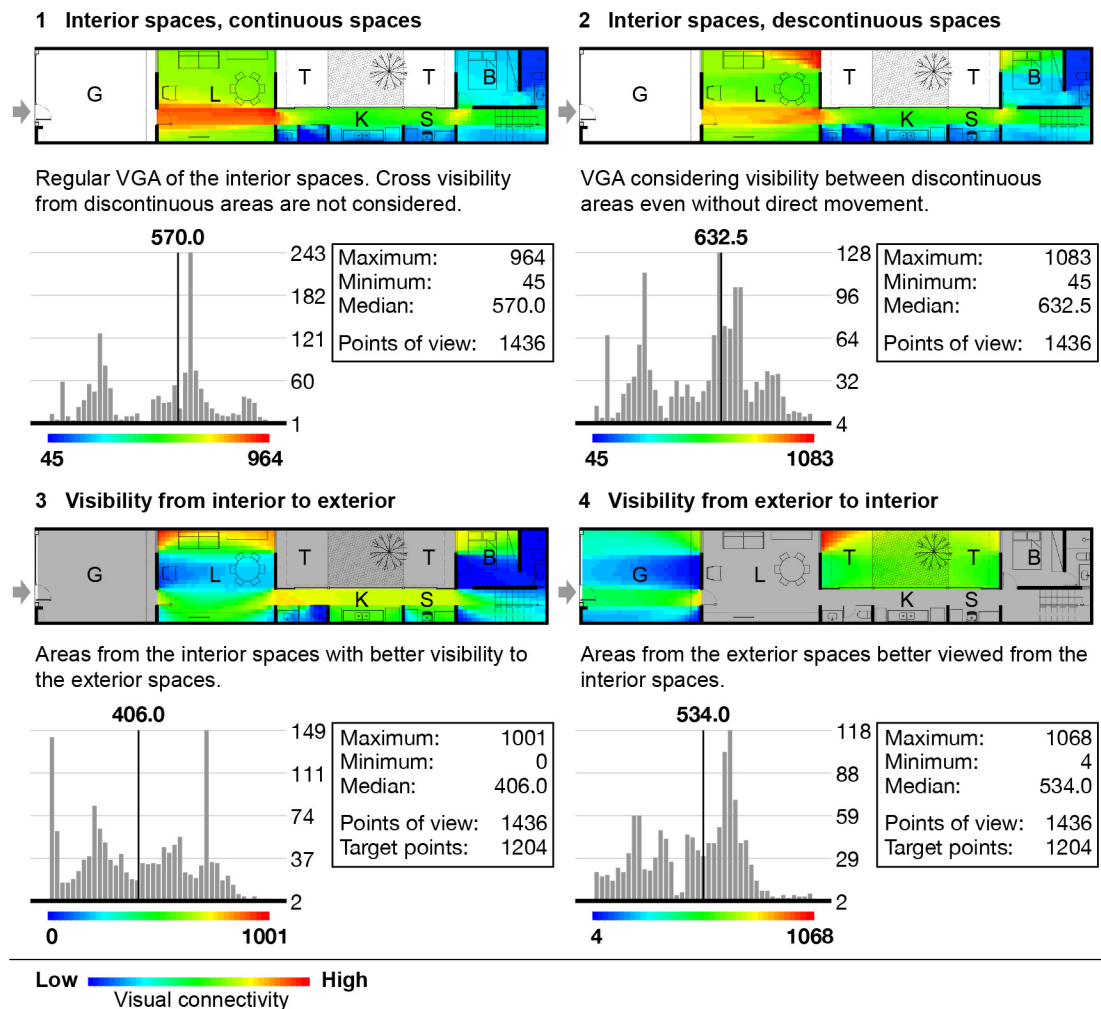 1 Interior spaces, continuous spaces
G
L
T
T
B
K
S
Regular VGA of the interior spaces. Cross visibility
from discontinuous areas are not considered.
570.0
243
182
121
60
1
45
964
Maximum: 964
Minimum: 45
Median: 570.0
Points of view: 1436
2 Interior spaces, descontinuous spaces
G
L
T
T
B
K
S
VGA considering visibility between discontinuous
areas even without direct movement.
632.5
128
96
64
32
4
45
1083
Maximum: 1083
Minimum: 45
Median: 632.5
Points of view: 1436
3 Visibility from interior to exterior
G
L
T
T
B
K
S
Areas from the interior spaces with better visibility to
the exterior spaces.
406.0
149
111
74
37
2
0
1001
Maximum: 1001
Minimum: 0
Median: 406.0
Points of view: 1436
Target points: 1204
4 Visibility from exterior to interior
G
L
T
T
B
K
S
Areas from the exterior spaces better viewed from the
interior spaces.
534.0
118
88
59
29
2
4
1068
Maximum: 1068
Minimum: 4
Median: 534.0
Points of view: 1436
Target points: 1204
Low High
Visual connectivity